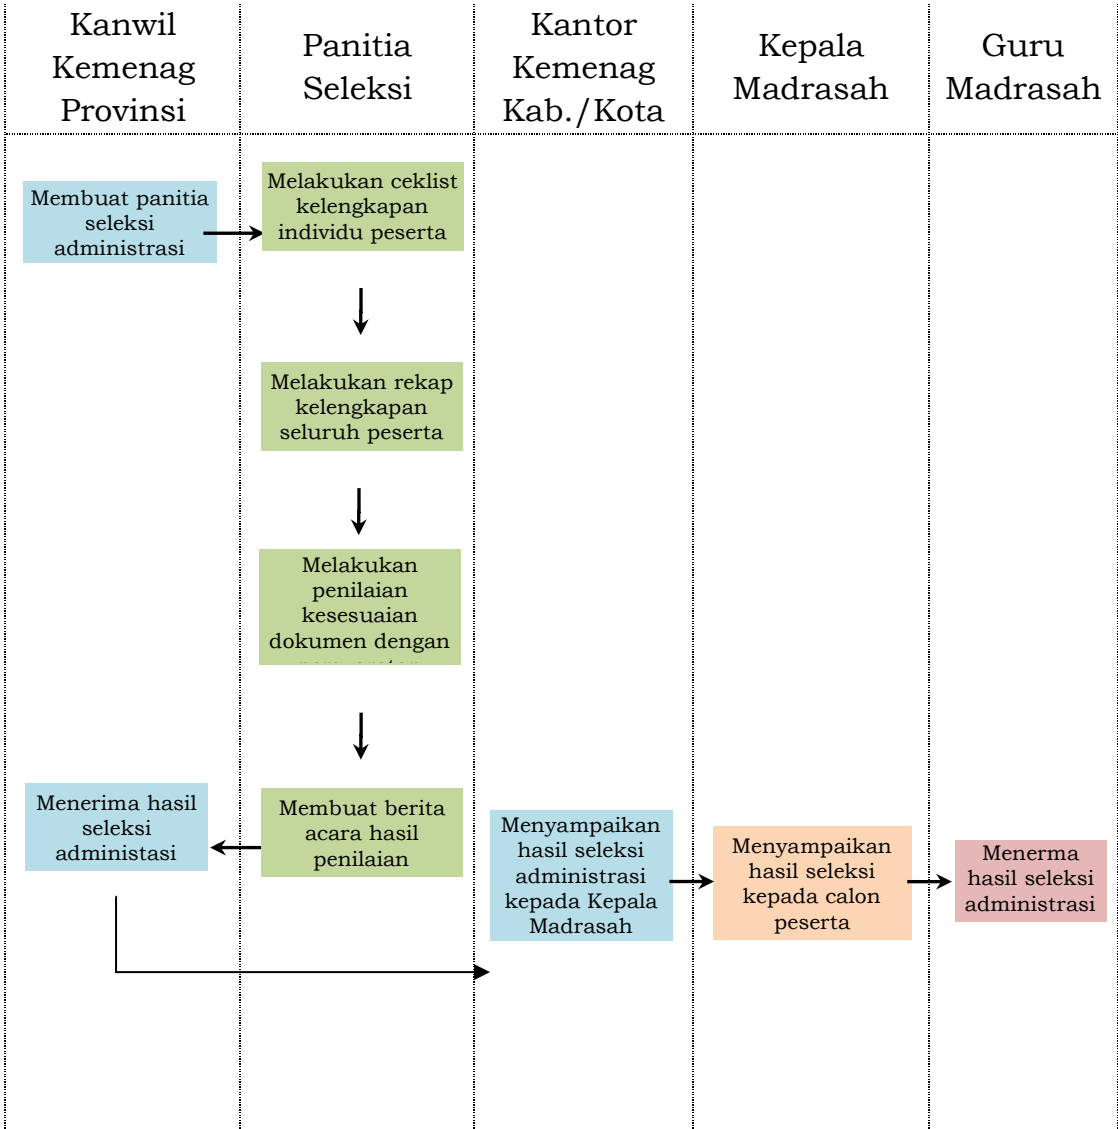 Kanwil
Kemenag
Provinsi
Panitia
Seleksi
Kantor
Kemenag
Kab./Kota
Kepala
Madrasah
Guru
Madrasah
Membuat panitia
seleksi
administrasi
Melakukan ceklist
kelengkapan
individu peserta
Melakukan rekap
kelengkapan
seluruh peserta
Melakukan
penilaian
kesesuaian
dokumen dengan
Menerima hasil
seleksi
administasi
Membuat berita
acara hasil
penilaian
Menyampaikan
hasil seleksi
administrasi
kepada Kepala
Madrasah
Menyampaikan
hasil seleksi
kepada calon
peserta
Menerma
hasil seleksi
administrasi